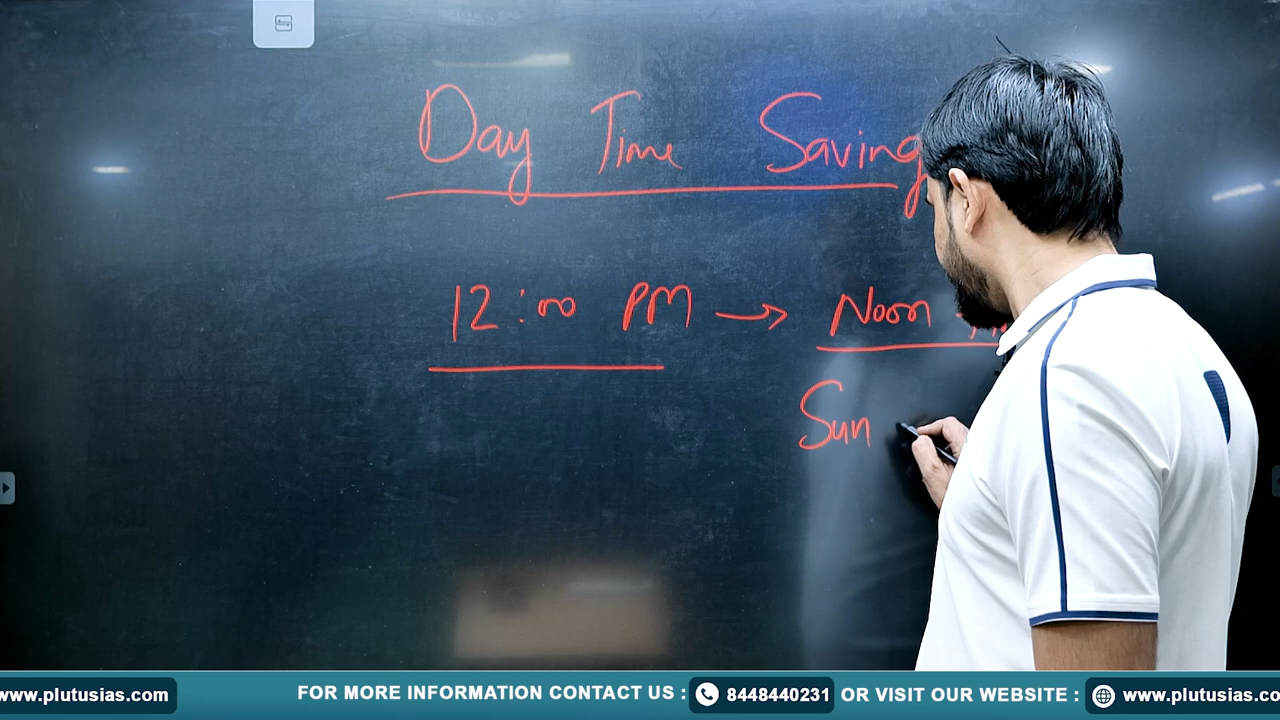 Day Time Saving
12:00 PM → Noon
Sun
www.plutusias.com FOR MORE INFORMATION CONTACT US : 8448440231 OR VISIT OUR WEBSITE : www.plutusias.co